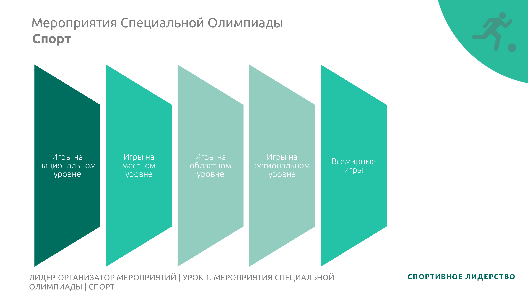 Мероприятия Специальной Олимпиады
Спорт
Игры на
национальном
уровне
Игры на
местном
уровне
Игры на
областном
уровне
Игры на
региональном
уровне
Всемирные
игры
ЛИДЕР-ОРГАНИЗАТОР МЕРОПРИЯТИЙ | УРОК 1. МЕРОПРИЯТИЯ СПЕЦИАЛЬНОЙ
ОЛИМПИАДЫ | СПОРТ
СПОРТИВНОЕ ЛИДЕРСТВО